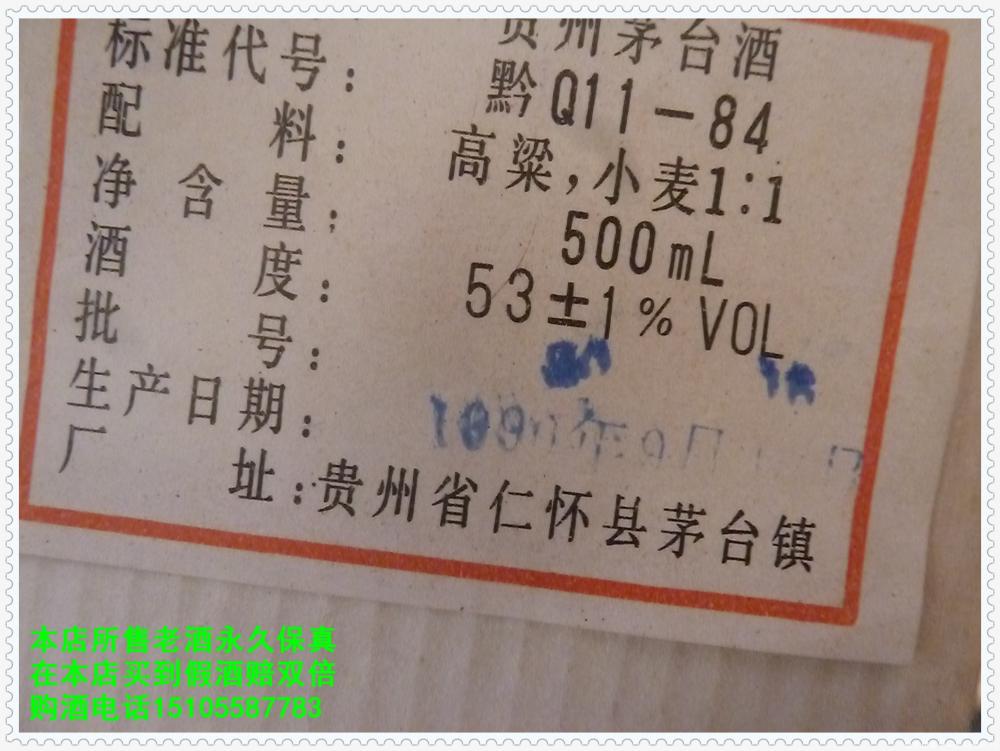 贵州茅台酒
标准代号：黔Q11-84
配料：高粱,小麦1:1
净含量：500mL
酒度：53±1%VOL
批号：
生产日期：
厂址：贵州省仁怀县茅台镇
本店所售老酒永久保真
在本店买到假酒赔双倍
购酒电话15105587783